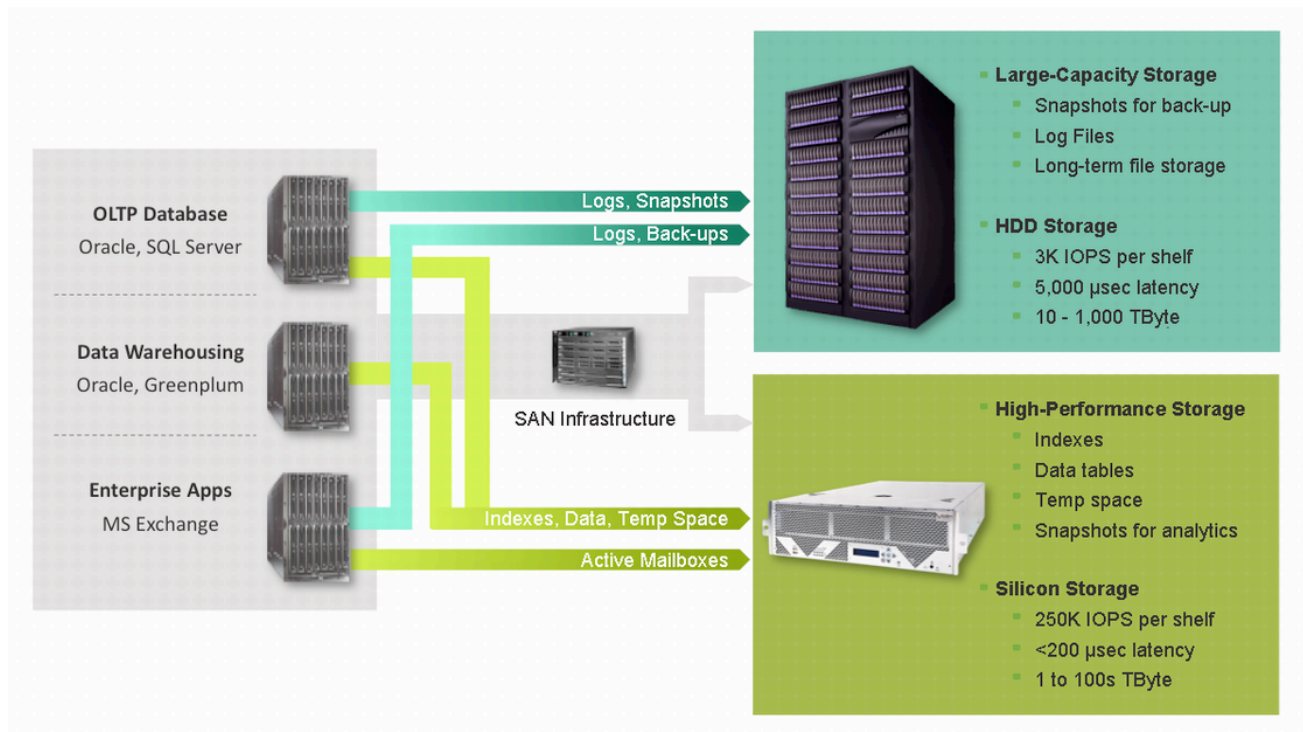 OLTP Database
Oracle, SQL Server
Data Warehousing
Oracle, Greenplum
Enterprise Apps
MS Exchange
Logs, Snapshots
Logs, Back-ups
SAN Infrastructure
Indexes, Data, Temp Space
Active Mailboxes
Large-Capacity Storage
Snapshots for back-up
Log Files
Long-term file storage
HDD Storage
3K IOPS per shelf
5,000 µsec latency
10 - 1,000 TByte
High-Performance Storage
Indexes
Data tables
Temp space
Snapshots for analytics
Silicon Storage
250K IOPS per shelf
<200 µsec latency
1 to 100s TByte